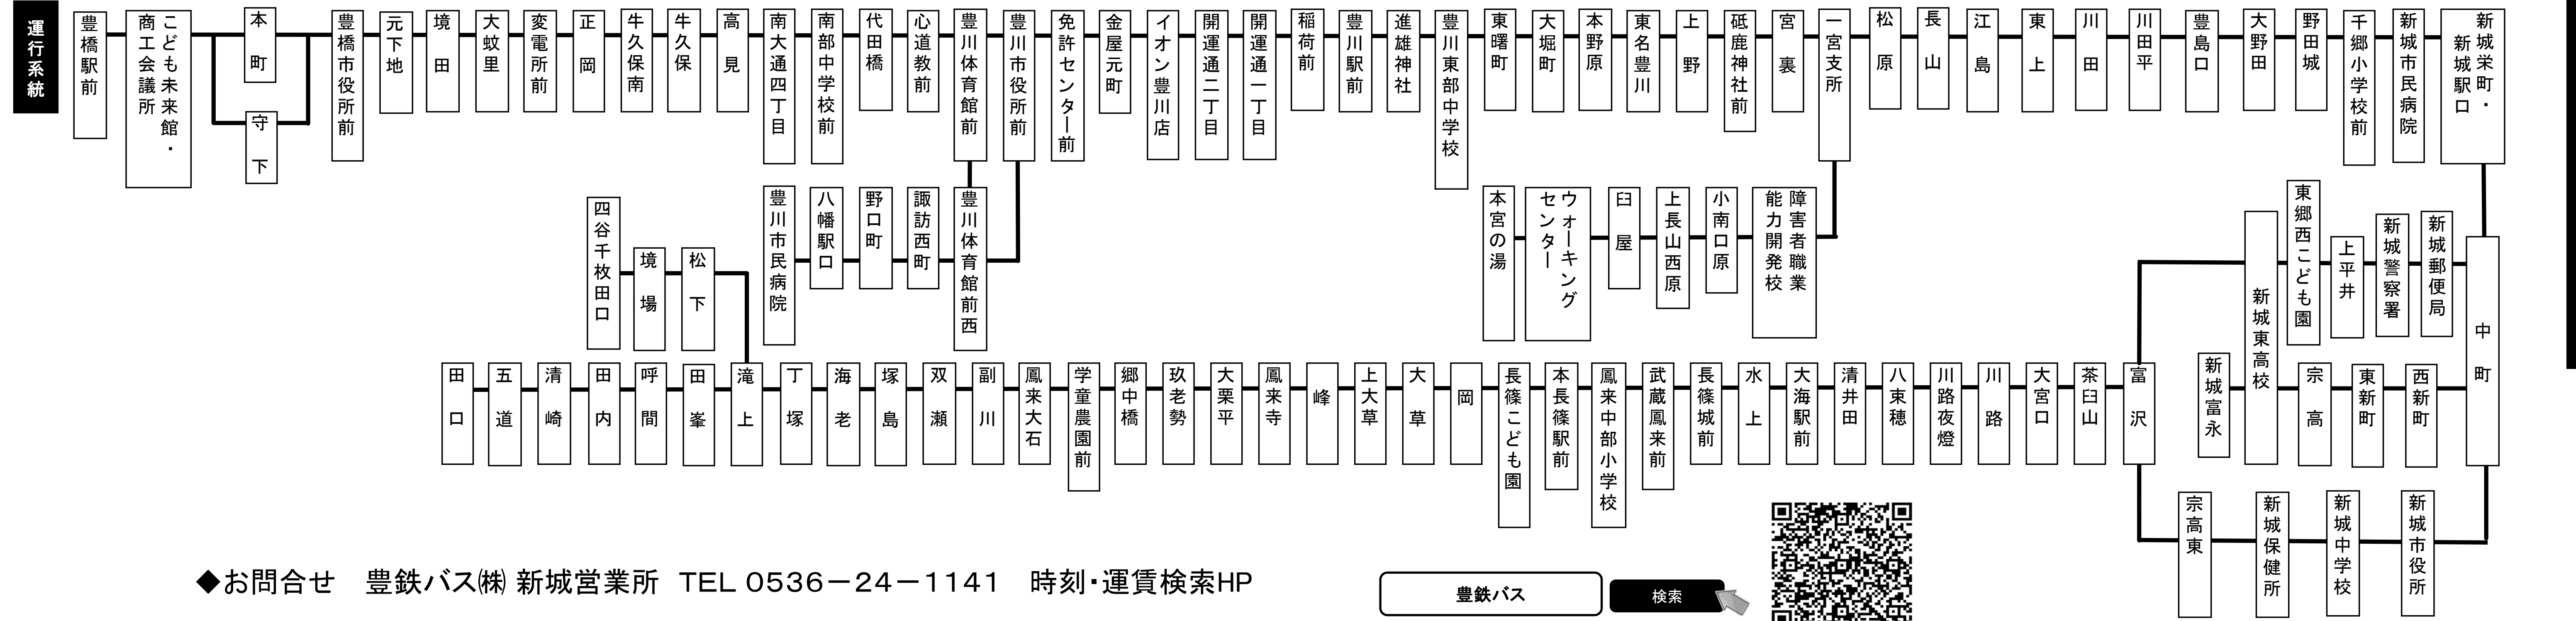 運行系統
豊橋駅前
こども未来館・
商工会議所
本町
守下
豊橋市役所前
元下地
境田
大蚊里
変電所前
正岡
牛久保南
牛久保
高見
南大通四丁目
南部中学校前
代田橋
心道教前
豊川体育館前
豊川市役所前
免許センター前
金屋元町
イオン豊川店
開運通二丁目
開運通一丁目
稲荷前
豊川駅前
進雄神社
豊川東部中学校
東曙町
大堀町
本野原
東名豊川
上野
砥鹿神社前
宮裏
一宮支所
松原
長山
江島
東上
川田
川田平
豊島口
大野田
野田城
千郷小学校前
新城市民病院
新城栄町・
新城駅口
豊川市民病院
八幡駅口
野口町
諏訪西町
豊川体育館前西
本宮の湯
ウォーキング
センター
臼屋
上長山西原
小南口原
障害者職業
能力開発校
四谷千枚田口
境場
松下
新城東高校
東郷西こども園
上平井
新城警察署
新城郵便局
中町
新城富永
宗高
東新町
西新町
田口
五道
清崎
田内
呼間
田峯
滝上
丁塚
海老
塚島
双瀬
副川
鳳来大石
学童農園前
郷中橋
玖老勢
大栗平
鳳来寺
峰
上大草
大草
岡
長篠こども園
本長篠駅前
鳳来中部小学校
武蔵鳳来前
長篠城前
水上
大海駅前
清井田
八束穂
川路夜燈
川路
大宮口
茶臼山
富沢
宗高東
新城保健所
新城中学校
新城市役所
◆お問合せ　豊鉄バス㈱ 新城営業所　TEL 0536－24－1141　時刻・運賃検索HP
豊鉄バス
検索